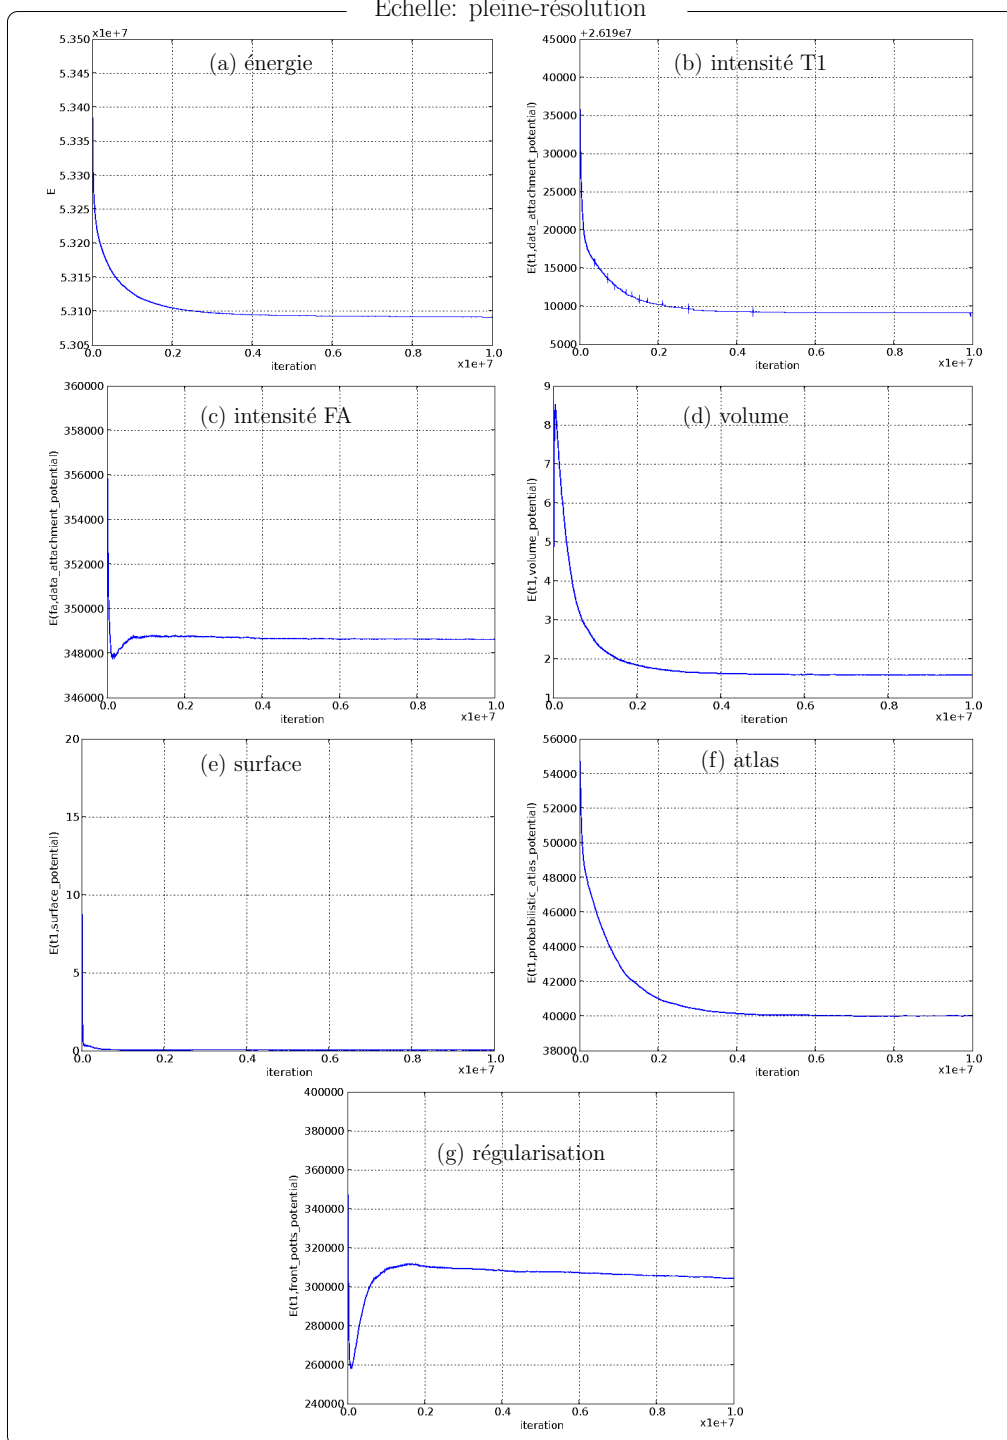 Echelle: pleine-résolution
x1e+7
(a) énergie
5.350
5.345
5.340
5.335
5.330
5.325
5.320
5.315
5.310
5.305
E
0.0 0.2 0.4 0.6 0.8 1.0
iteration
x1e+7
+2.619e7
(b) intensité T1
45000
40000
35000
30000
25000
20000
15000
10000
5000
E(t1,data_attachment_potential)
0.0 0.2 0.4 0.6 0.8 1.0
iteration
x1e+7
(c) intensité FA
360000
358000
356000
354000
352000
350000
348000
346000
E(fa,data_attachment_potential)
0.0 0.2 0.4 0.6 0.8 1.0
iteration
x1e+7
(d) volume
9
8
7
6
5
4
3
2
1
E(t1,volume_potential)
0.0 0.2 0.4 0.6 0.8 1.0
iteration
x1e+7
(e) surface
20
15
10
5
0
E(t1,surface_potential)
0.0 0.2 0.4 0.6 0.8 1.0
iteration
x1e+7
(f) atlas
56000
54000
52000
50000
48000
46000
44000
42000
40000
38000
E(t1,probabilistic_atlas_potential)
0.0 0.2 0.4 0.6 0.8 1.0
iteration
x1e+7
(g) régularisation
400000
380000
360000
340000
320000
300000
280000
260000
240000
E(t1,front_potts_potential)
0.0 0.2 0.4 0.6 0.8 1.0
iteration
x1e+7